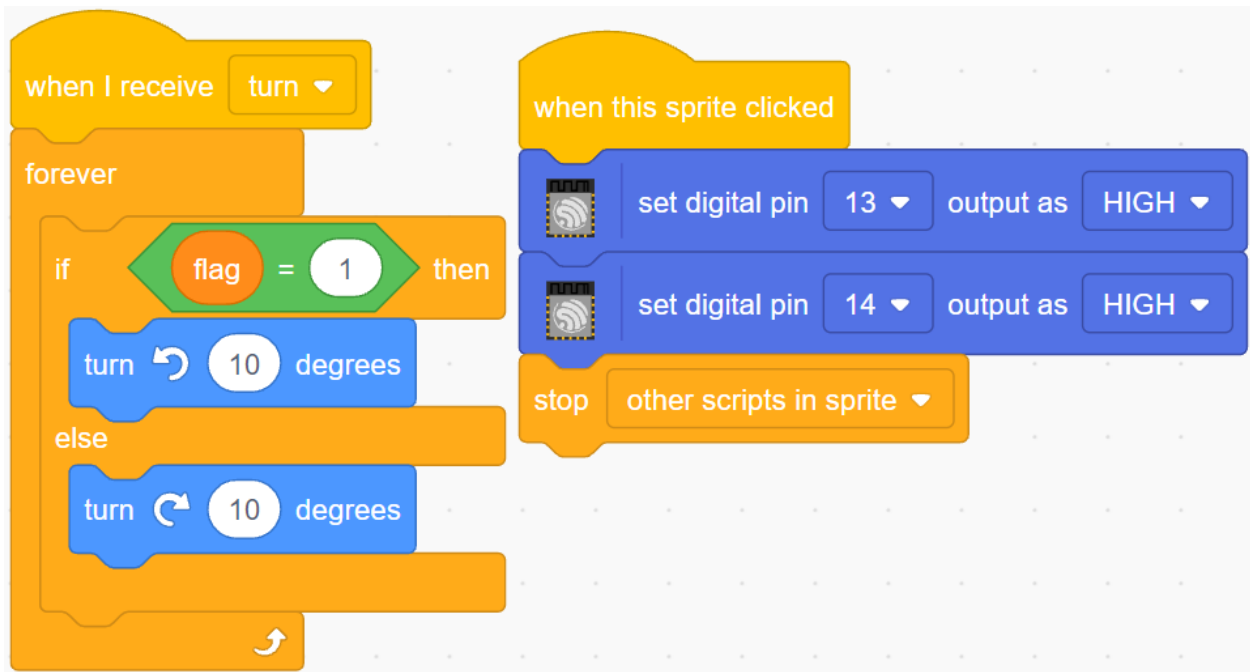 when I receive turn
forever
if flag = 1 then
turn 10 degrees
else
turn 10 degrees
when this sprite clicked
set digital pin 13 output as HIGH
set digital pin 14 output as HIGH
stop other scripts in sprite